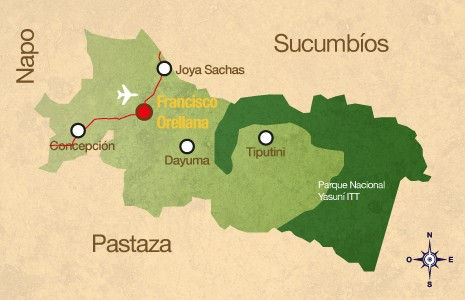 Napo
Sucumbíos
Joya Sachas
Francisco
Orellana
Concepción
Dayuma
Tiputini
Parque Nacional
Yasuní ITT
Pastaza
N
O E
S